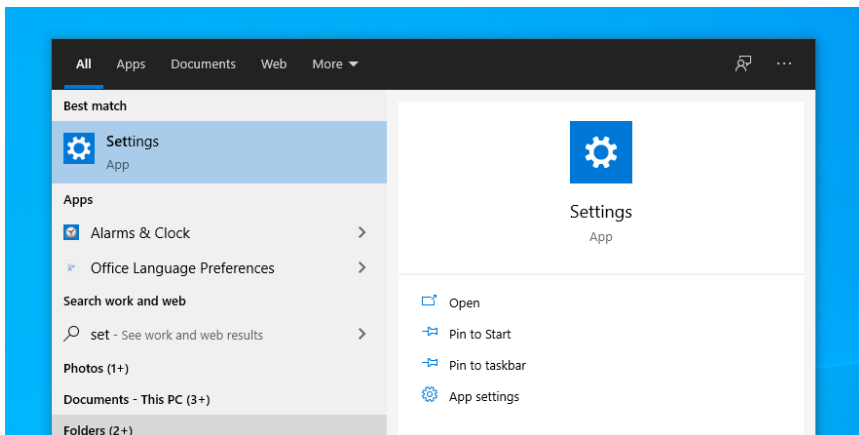 All Apps Documents Web More
Best match
Settings
App
Apps
Alarms & Clock
Office Language Preferences
Search work and web
set - See work and web results
Photos (1+)
Documents - This PC (3+)
Folders (2+)
Settings
App
Open
Pin to Start
Pin to taskbar
App settings